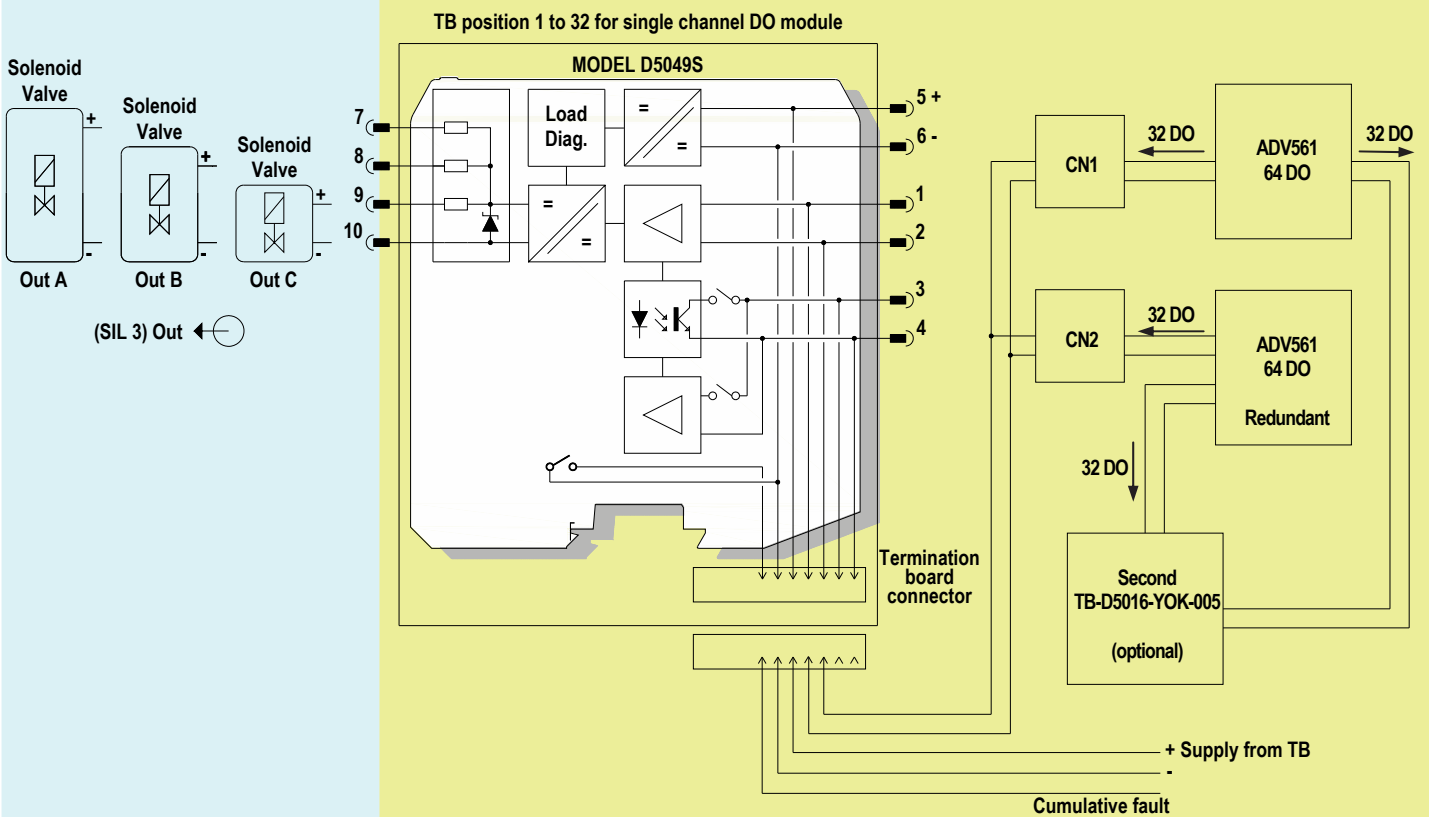 TB position 1 to 32 for single channel DO module
MODEL D5049S
Solenoid
Valve
+
-
Out A
Solenoid
Valve
+
-
Out B
Solenoid
Valve
+
-
Out C
(SIL 3) Out
7
8
9
10
Load
Diag.
=
=
=
=
5 +
6 -
1
2
3
4
Termination
board
connector
CN1
32 DO
ADV561
64 DO
32 DO
CN2
32 DO
ADV561
64 DO
Redundant
32 DO
Second
TB-D5016-YOK-005
(optional)
+ Supply from TB
-
Cumulative fault